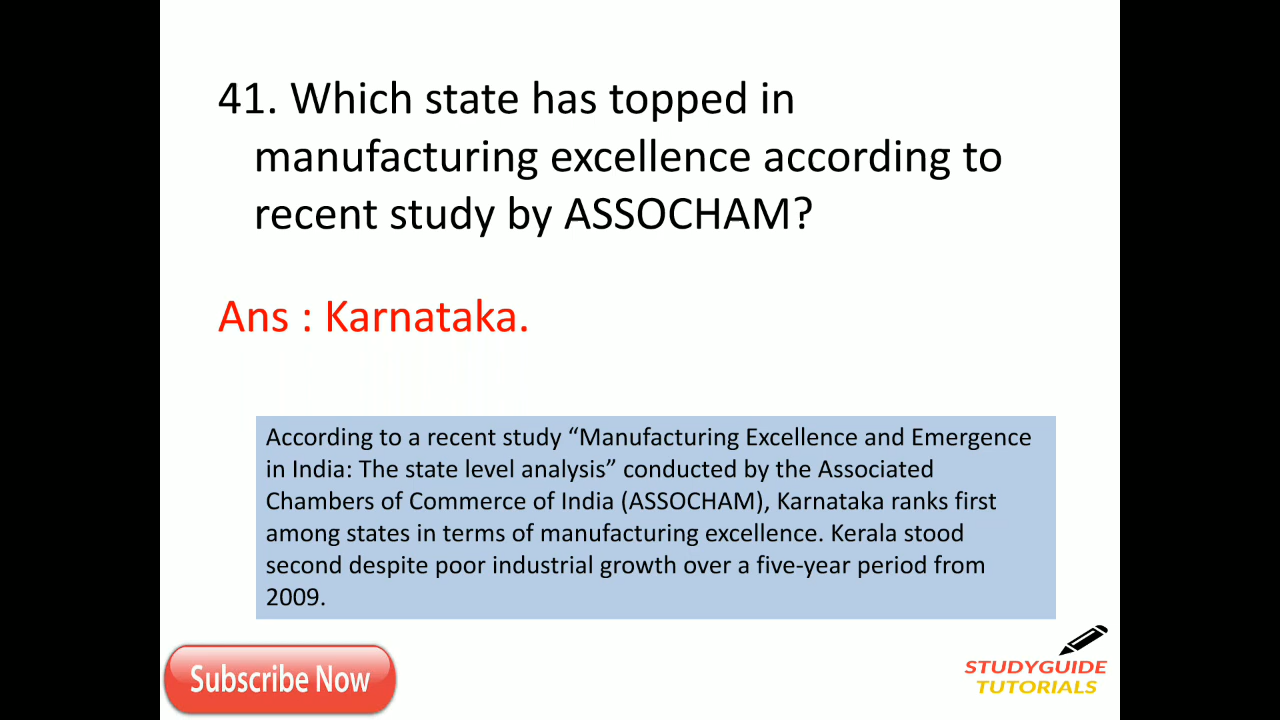 41. Which state has topped in
manufacturing excellence according to
recent study by ASSOCHAM?
Ans : Karnataka.
According to a recent study “Manufacturing Excellence and Emergence
in India: The state level analysis” conducted by the Associated
Chambers of Commerce of India (ASSOCHAM), Karnataka ranks first
among states in terms of manufacturing excellence. Kerala stood
second despite poor industrial growth over a five-year period from
2009.
Subscribe Now
STUDYGUIDE
TUTORIALS